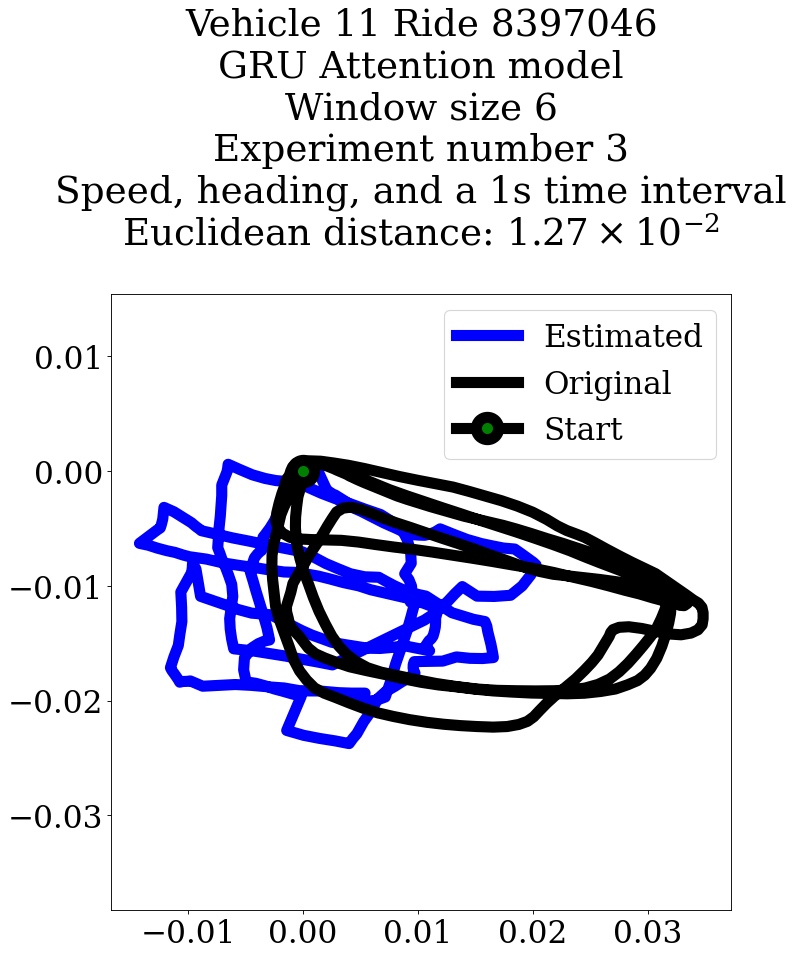 Vehicle 11 Ride 8397046
GRU Attention model
Window size 6
Experiment number 3
Speed, heading, and a 1s time interval
Euclidean distance: 1.27 × 10⁻²
Estimated
Original
Start
0.01
0.00
−0.01
−0.02
−0.03
−0.01 0.00 0.01 0.02 0.03